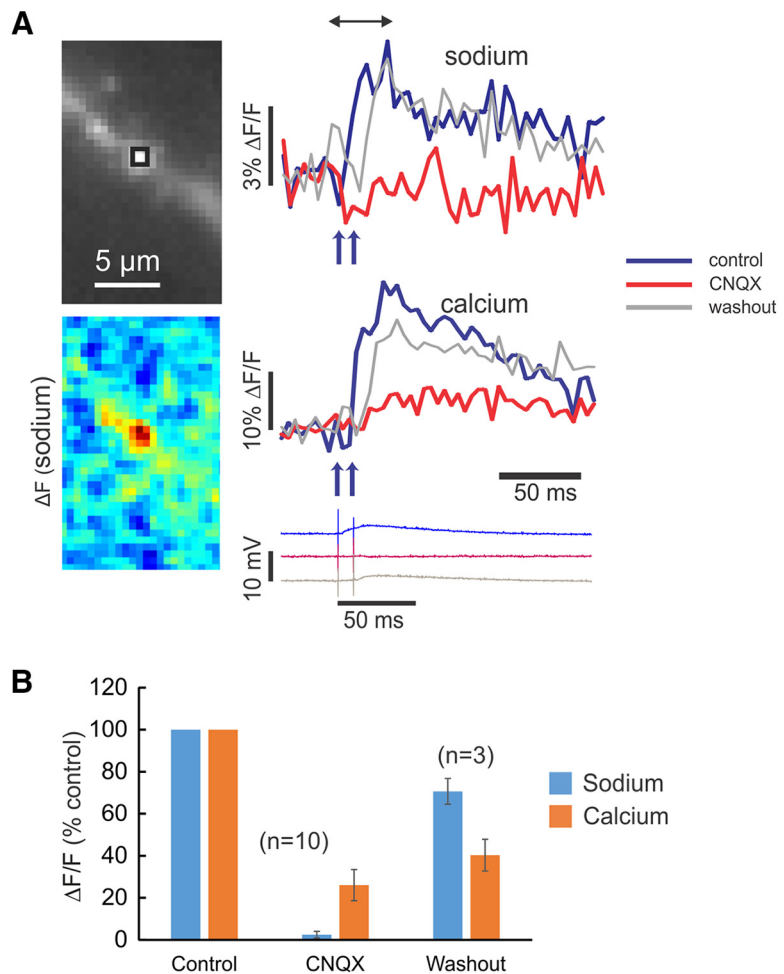 A
sodium
3% ΔF/F
5 µm
control
CNQX
washout
calcium
10% ΔF/F
ΔF (sodium)
50 ms
10 mV
50 ms
B
120
100
80
60
40
20
0
ΔF/F (% control)
(n=10)
(n=3)
Sodium
Calcium
Control
CNQX
Washout